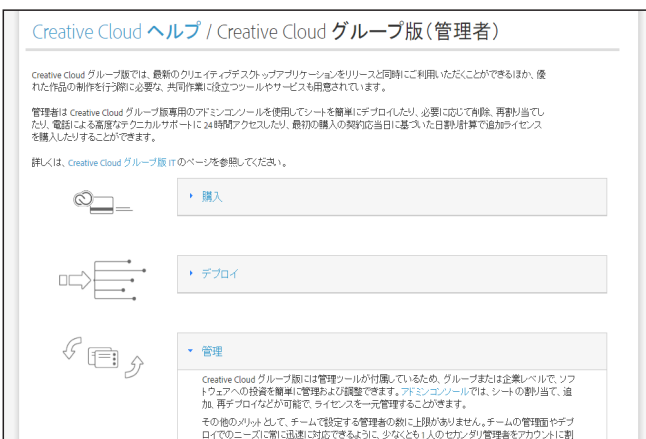 Creative Cloud ヘルプ / Creative Cloud グループ版（管理者）
Creative Cloud グループ版では、最新のクリエイティブデスクトップアプリケーションをリリースと同時にご利用いただくことができるほか、優
れた作品の制作を行う際に必要な、共同作業に役立つツールやサービスも用意されています。
管理者は Creative Cloud グループ版専用のアドミンコンソールを使用してシートを簡単にデプロイしたり、必要に応じて削除、再割り当てし
たり、電話による高度なテクニカルサポートに 24 時間アクセスしたり、最初の購入の契約応当日に基づいた日割り計算で追加ライセンス
を購入したりすることができます。
詳しくは、Creative Cloud グループ版 IT のページを参照してください。
購入
デプロイ
管理
Creative Cloud グループ版には管理ツールが付属しているため、グループまたは企業レベルで、ソフ
トウェアへの投資を簡単に管理および調整できます。アドミンコンソールでは、シートの割り当て、追
加、再デプロイなどが可能で、ライセンスを一元管理することができます。
その他のメリットとして、チームで設定する管理者の数に上限がありません。チームの管理面やデプ
ロイでのニーズに常に迅速に対応できるように、少なくとも 1 人のセカンダリ管理者をアカウントに割